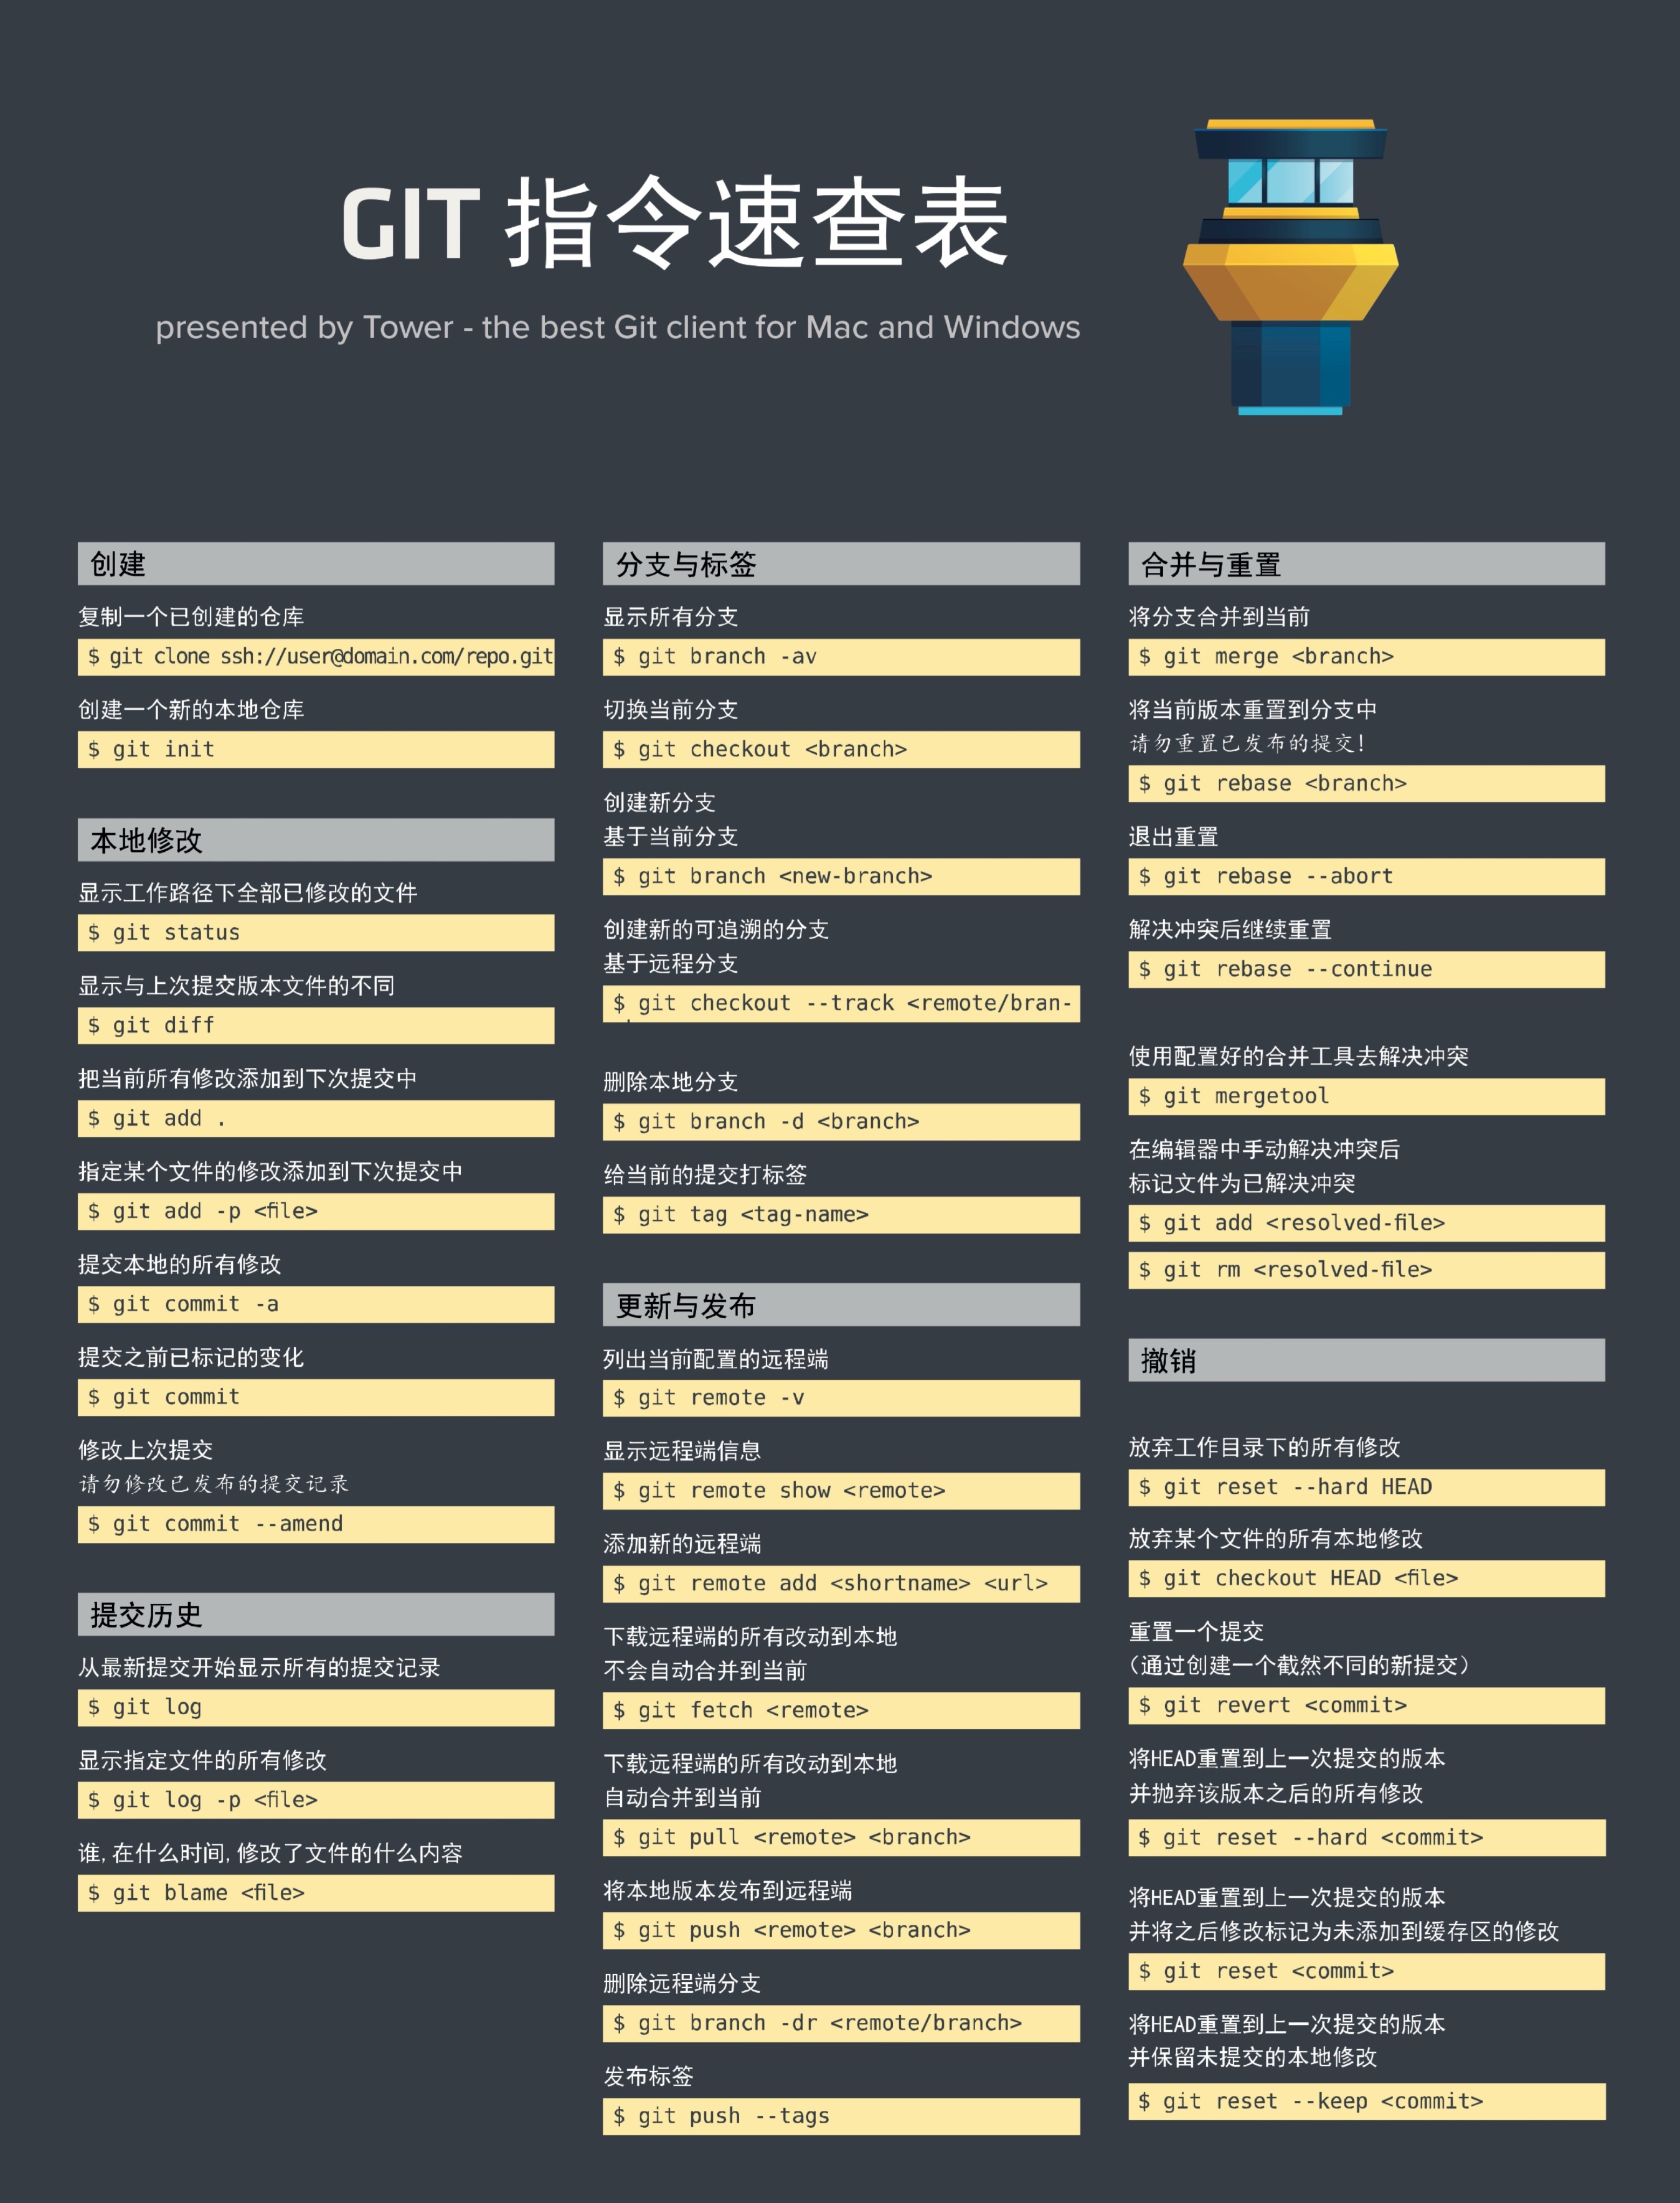 GIT 指令速查表
presented by Tower - the best Git client for Mac and Windows
创建
复制一个已创建的仓库
$ git clone ssh://user@domain.com/repo.git
创建一个新的本地仓库
$ git init
本地修改
显示工作路径下全部已修改的文件
$ git status
显示与上次提交版本文件的不同
$ git diff
把当前所有修改添加到下次提交中
$ git add .
指定某个文件的修改添加到下次提交中
$ git add -p <file>
提交本地的所有修改
$ git commit -a
提交之前已标记的变化
$ git commit
修改上次提交
请勿修改已发布的提交记录
$ git commit --amend
提交历史
从最新提交开始显示所有的提交记录
$ git log
显示指定文件的所有修改
$ git log -p <file>
谁,在什么时间,修改了文件的什么内容
$ git blame <file>
分支与标签
显示所有分支
$ git branch -av
切换当前分支
$ git checkout <branch>
创建新分支
基于当前分支
$ git branch <new-branch>
创建新的可追溯的分支
基于远程分支
$ git checkout --track <remote/bran-
删除本地分支
$ git branch -d <branch>
给当前的提交打标签
$ git tag <tag-name>
更新与发布
列出当前配置的远程端
$ git remote -v
显示远程端信息
$ git remote show <remote>
添加新的远程端
$ git remote add <shortname> <url>
下载远程端的所有改动到本地
不会自动合并到当前
$ git fetch <remote>
下载远程端的所有改动到本地
自动合并到当前
$ git pull <remote> <branch>
将本地版本发布到远程端
$ git push <remote> <branch>
删除远程端分支
$ git branch -dr <remote/branch>
发布标签
$ git push --tags
合并与重置
将分支合并到当前
$ git merge <branch>
将当前版本重置到分支中
请勿重置已发布的提交!
$ git rebase <branch>
退出重置
$ git rebase --abort
解决冲突后继续重置
$ git rebase --continue
使用配置好的合并工具去解决冲突
$ git mergetool
在编辑器中手动解决冲突后
标记文件为已解决冲突
$ git add <resolved-file>
$ git rm <resolved-file>
撤销
放弃工作目录下的所有修改
$ git reset --hard HEAD
放弃某个文件的所有本地修改
$ git checkout HEAD <file>
重置一个提交
(通过创建一个截然不同的新提交)
$ git revert <commit>
将HEAD重置到上一次提交的版本
并抛弃该版本之后的所有修改
$ git reset --hard <commit>
将HEAD重置到上一次提交的版本
并将之后修改标记为未添加到缓存区的修改
$ git reset <commit>
将HEAD重置到上一次提交的版本
并保留未提交的本地修改
$ git reset --keep <commit>